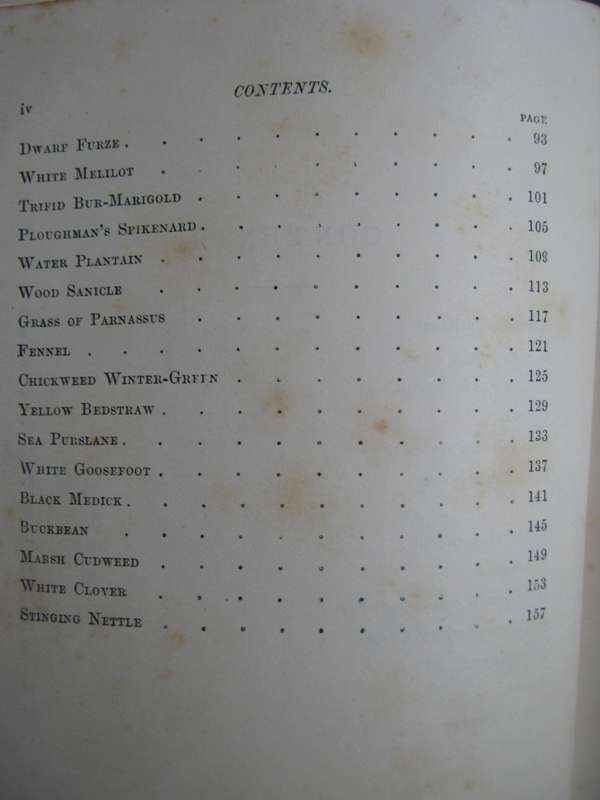 iv
CONTENTS.
PAGE
DWARF FURZE . . . . . . . . . . . 93
WHITE MELILOT . . . . . . . . . . 97
TRIFID BUR-MARIGOLD . . . . . . . . . 101
PLOUGHMAN'S SPIKENARD . . . . . . . . . 105
WATER PLANTAIN . . . . . . . . . . 109
WOOD SANICLE . . . . . . . . . . 113
GRASS OF PARNASSUS . . . . . . . . . 117
FENNEL . . . . . . . . . . . . 121
CHICKWEED WINTER-GREEN . . . . . . . . 125
YELLOW BEDSTRAW . . . . . . . . . . 129
SEA PURSLANE . . . . . . . . . . . 133
WHITE GOOSEFOOT . . . . . . . . . . 137
BLACK MEDICK . . . . . . . . . . . 141
BUCKBEAN . . . . . . . . . . . 145
MARSH CUDWEED . . . . . . . . . . 149
WHITE CLOVER . . . . . . . . . . 153
STINGING NETTLE . . . . . . . . . . 157